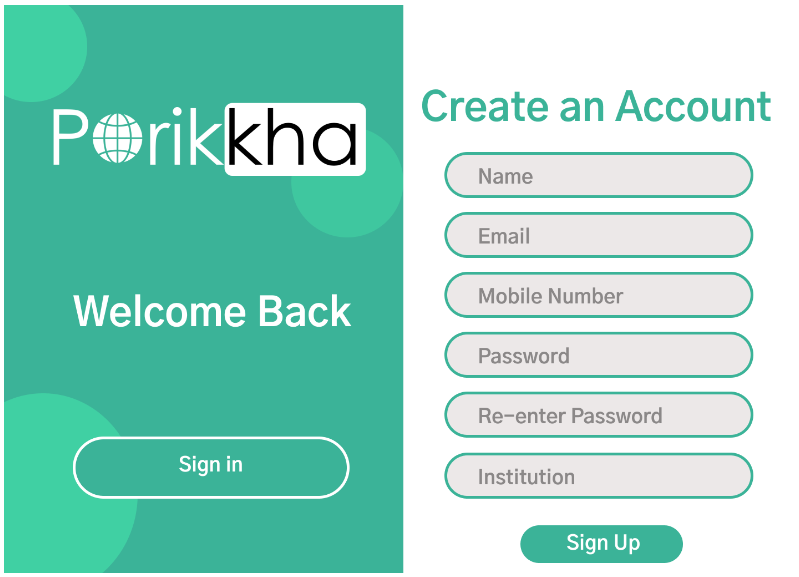 Porikkha
Welcome Back
Sign in
Create an Account
Name
Email
Mobile Number
Password
Re-enter Password
Institution
Sign Up